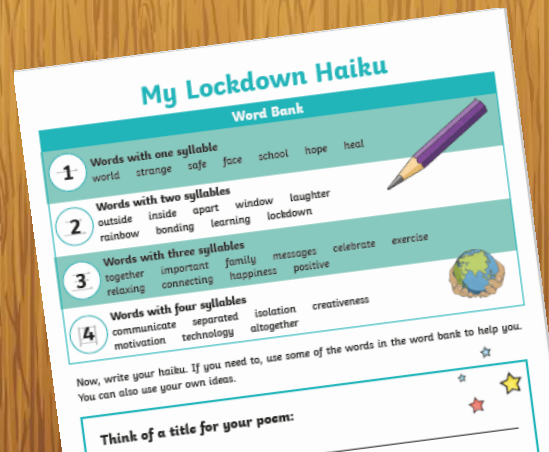 My Lockdown Haiku
Word Bank
1
Words with one syllable
world strange safe face school hope heal
2
Words with two syllables
outside inside apart window laughter
rainbow bonding learning lockdown
3
Words with three syllables
together important family messages celebrate exercise
relaxing connecting happiness positive
4
Words with four syllables
communicate separated isolation creativeness
motivation technology altogether
Now, write your haiku. If you need to, use some of the words in the word bank to help you.
You can also use your own ideas.
Think of a title for your poem: